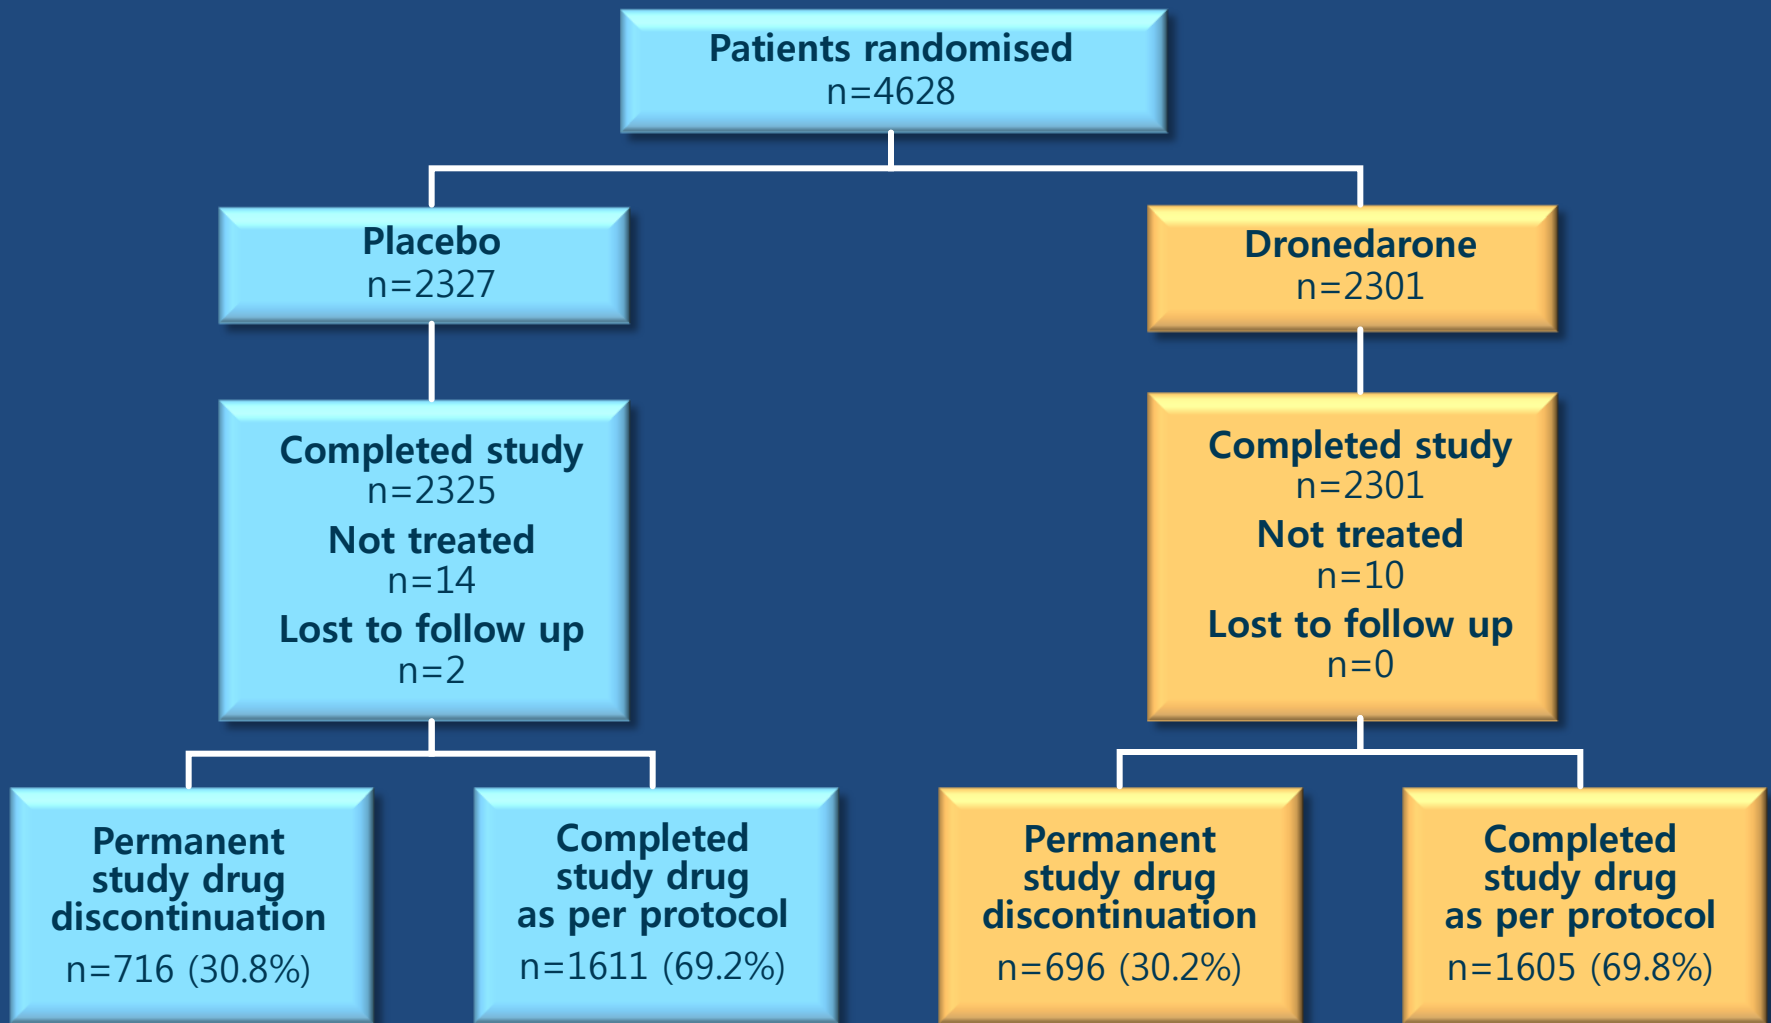 Patients randomised
n=4628
Placebo
n=2327
Dronedarone
n=2301
Completed study
n=2325
Not treated
n=14
Lost to follow up
n=2
Completed study
n=2301
Not treated
n=10
Lost to follow up
n=0
Permanent
study drug
discontinuation
n=716 (30.8%)
Completed
study drug
as per protocol
n=1611 (69.2%)
Permanent
study drug
discontinuation
n=696 (30.2%)
Completed
study drug
as per protocol
n=1605 (69.8%)